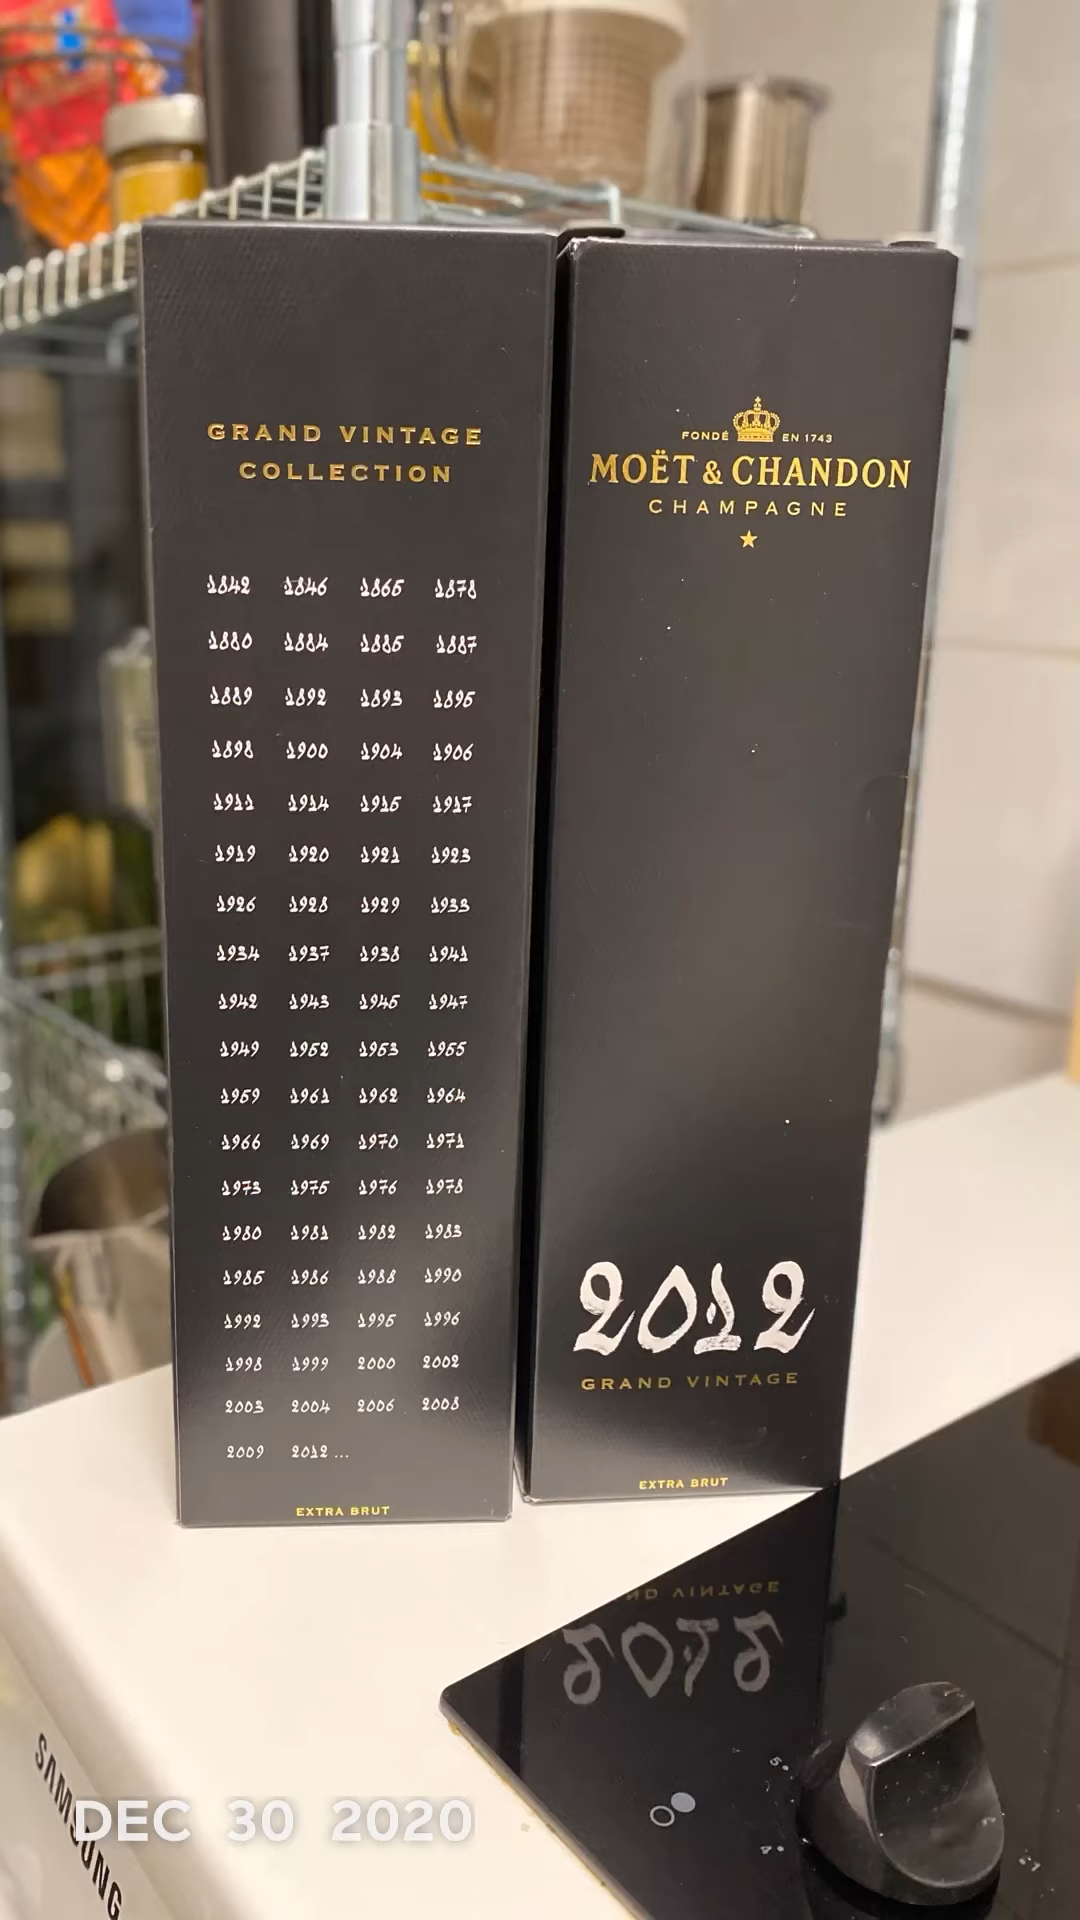 GRAND VINTAGE
COLLECTION
1842 1846 1865 1878
1880 1884 1885 1887
1889 1892 1893 1895
1898 1900 1904 1906
1911 1914 1915 1917
1919 1920 1921 1923
1926 1928 1929 1933
1934 1937 1938 1941
1942 1943 1945 1947
1949 1952 1953 1955
1959 1961 1962 1964
1966 1969 1970 1971
1973 1975 1976 1978
1980 1981 1982 1983
1985 1986 1988 1990
1992 1993 1995 1996
1998 1999 2000 2002
2003 2004 2006 2008
2009 2012...
EXTRA BRUT
FONDÉ EN 1743
MOËT & CHANDON
CHAMPAGNE
2012
GRAND VINTAGE
EXTRA BRUT
SAMSUNG
DEC 30 2020
5
4